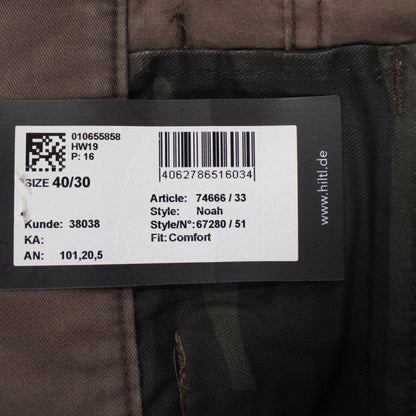 010655858
HW19
P: 16
4062786516034
SIZE 40/30
Article: 74666 / 33
Style: Noah
Kunde: 38038
Style/N°: 67280 / 51
KA:
Fit: Comfort
AN: 101,20,5
www.hiltl.de